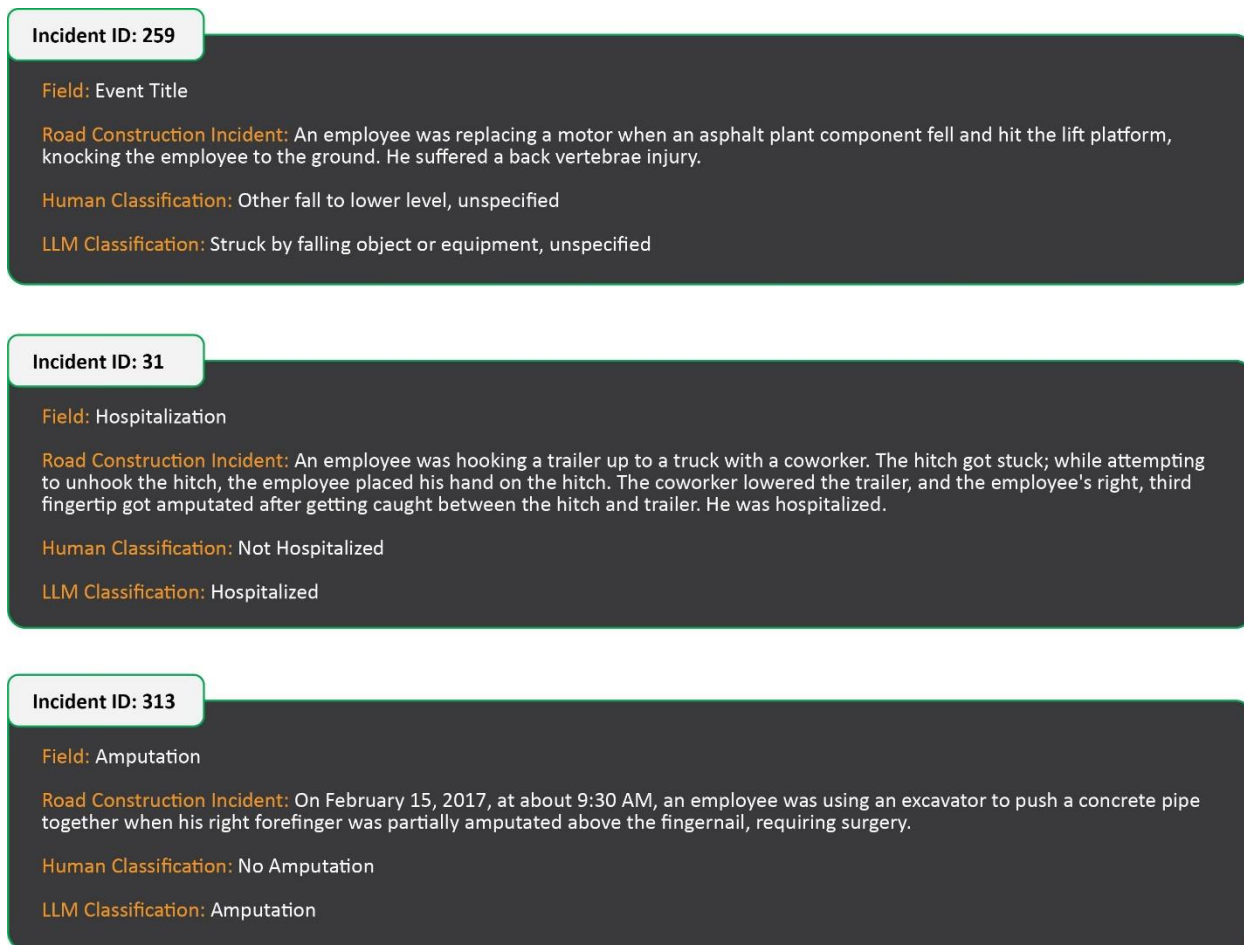 Incident ID: 259
Field: Event Title
Road Construction Incident: An employee was replacing a motor when an asphalt plant component fell and hit the lift platform,
knocking the employee to the ground. He suffered a back vertebrae injury.
Human Classification: Other fall to lower level, unspecified
LLM Classification: Struck by falling object or equipment, unspecified
Incident ID: 31
Field: Hospitalization
Road Construction Incident: An employee was hooking a trailer up to a truck with a coworker. The hitch got stuck; while attempting
to unhook the hitch, the employee placed his hand on the hitch. The coworker lowered the trailer, and the employee's right, third
fingertip got amputated after getting caught between the hitch and trailer. He was hospitalized.
Human Classification: Not Hospitalized
LLM Classification: Hospitalized
Incident ID: 313
Field: Amputation
Road Construction Incident: On February 15, 2017, at about 9:30 AM, an employee was using an excavator to push a concrete pipe
together when his right forefinger was partially amputated above the fingernail, requiring surgery.
Human Classification: No Amputation
LLM Classification: Amputation